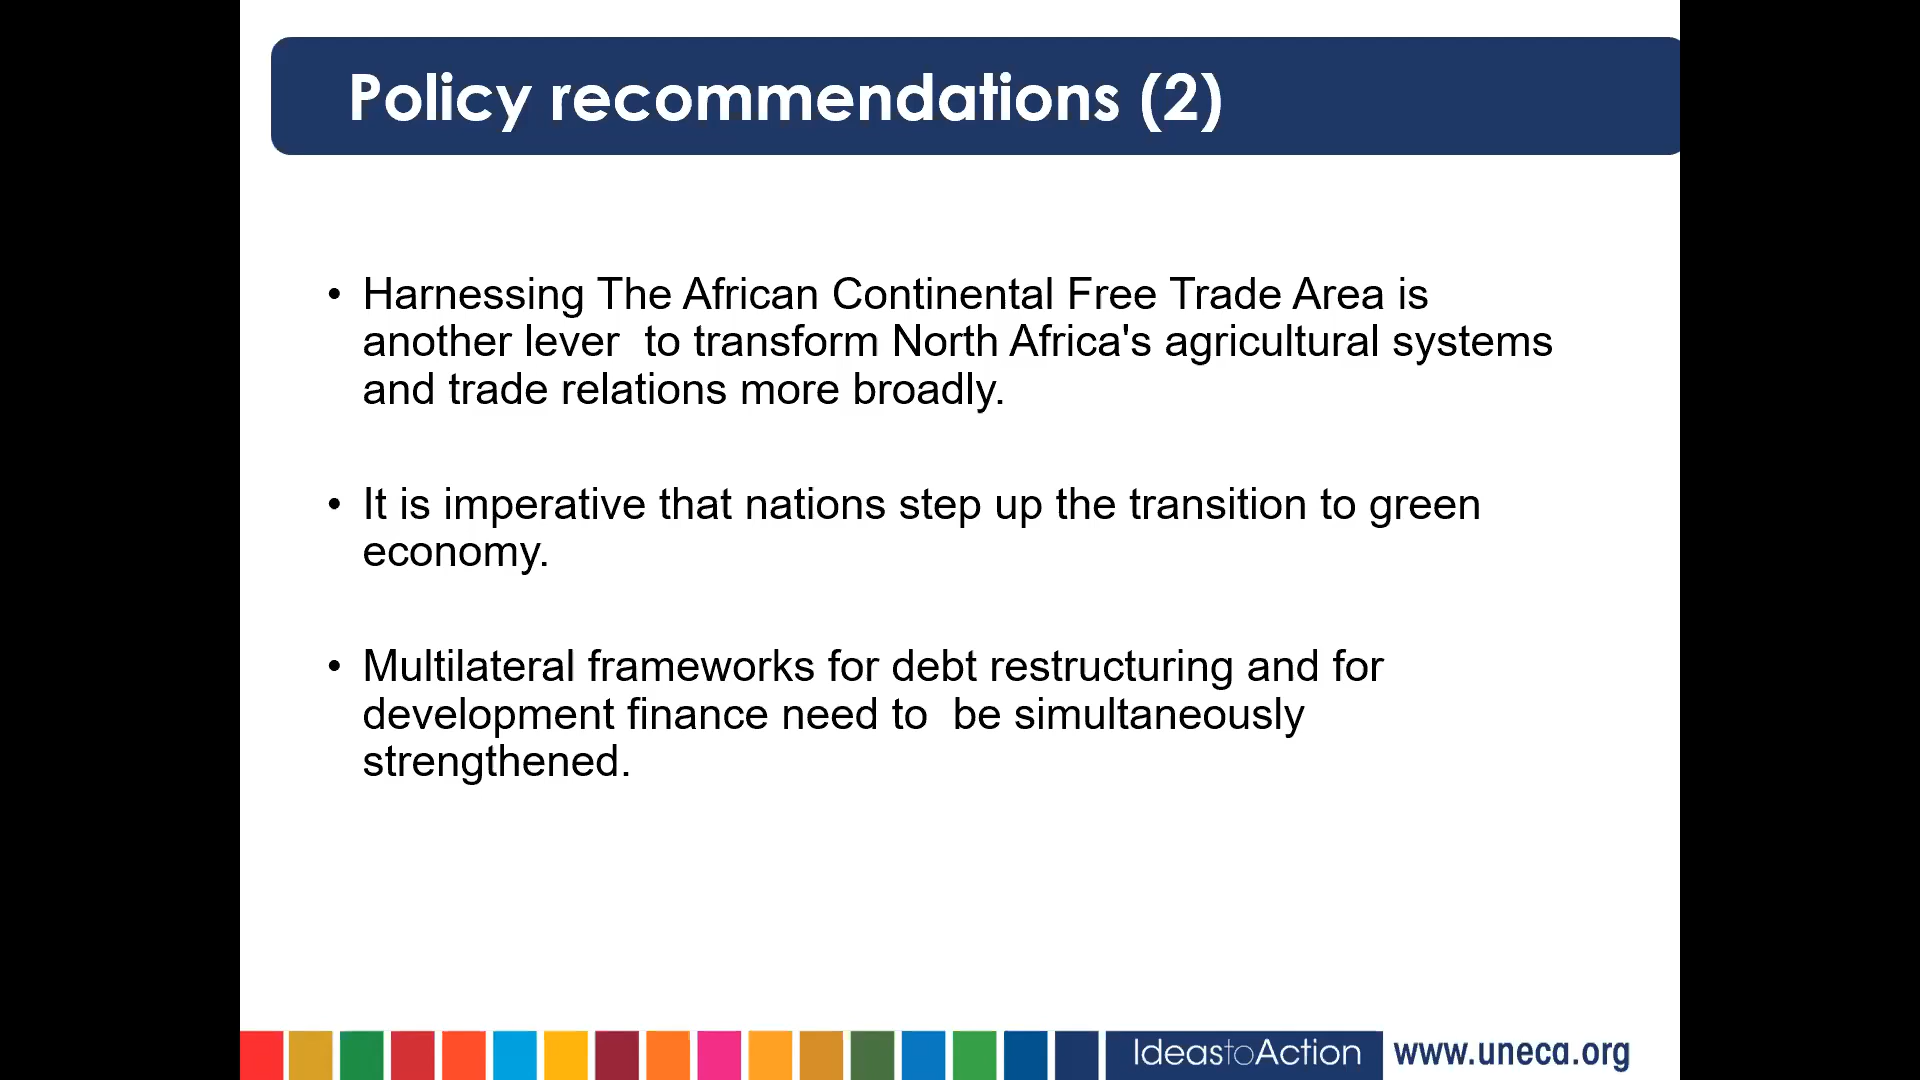 Policy recommendations (2)
• Harnessing The African Continental Free Trade Area is
another lever  to transform North Africa's agricultural systems
and trade relations more broadly.
• It is imperative that nations step up the transition to green
economy.
• Multilateral frameworks for debt restructuring and for
development finance need to  be simultaneously
strengthened.
IdeastoAction www.uneca.org